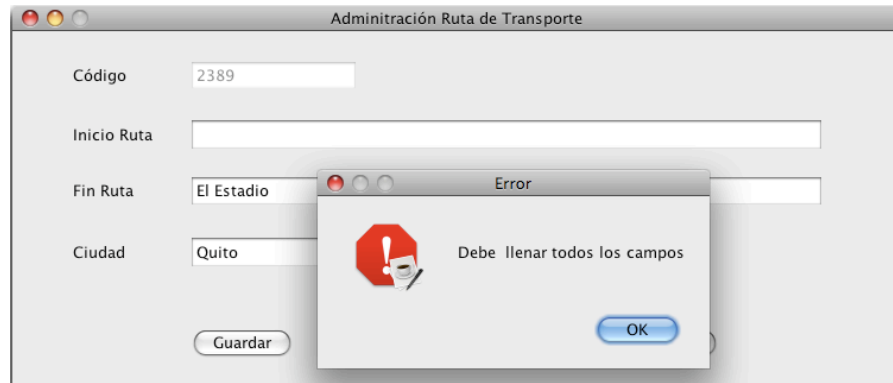 Adminitración Ruta de Transporte
Código 2389
Inicio Ruta
Fin Ruta El Estadio
Error
Debe llenar todos los campos
Ciudad Quito
OK
Guardar